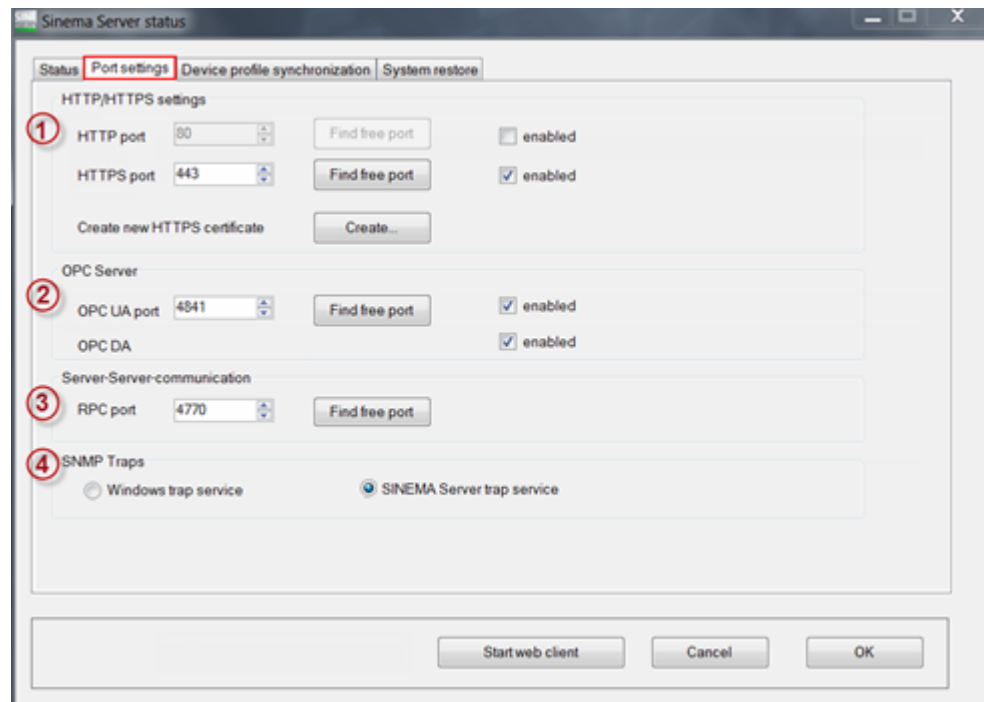 Sinema Server status
Status Port settings Device profile synchronization System restore
HTTP/HTTPS settings
1 HTTP port 80 Find free port enabled
HTTPS port 443 Find free port enabled
Create new HTTPS certificate Create...
OPC Server
2 OPC UA port 4841 Find free port enabled
OPC DA enabled
Server-Server-communication
3 RPC port 4770 Find free port
4 SNMP Traps
Windows trap service SINEMA Server trap service
Start web client Cancel OK